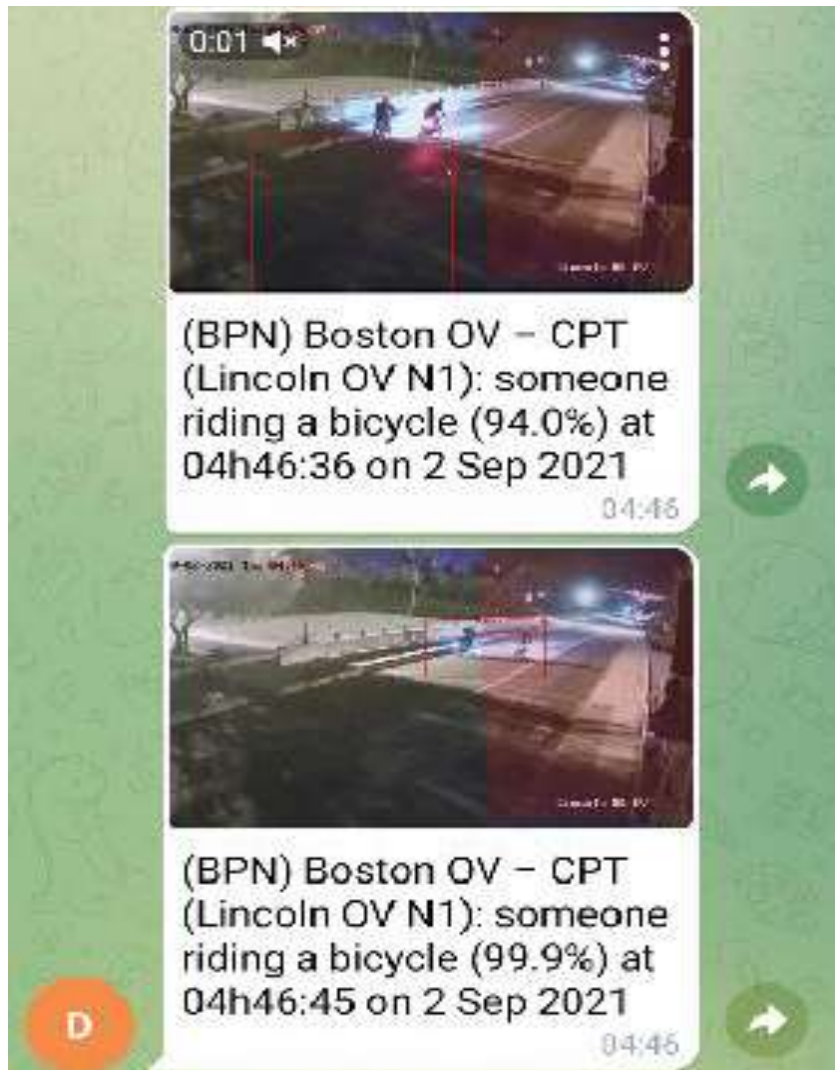 0:01
(BPN) Boston OV – CPT
(Lincoln OV N1): someone
riding a bicycle (94.0%) at
04h46:36 on 2 Sep 2021
04:46
(BPN) Boston OV – CPT
(Lincoln OV N1): someone
riding a bicycle (99.9%) at
04h46:45 on 2 Sep 2021
D
04:46